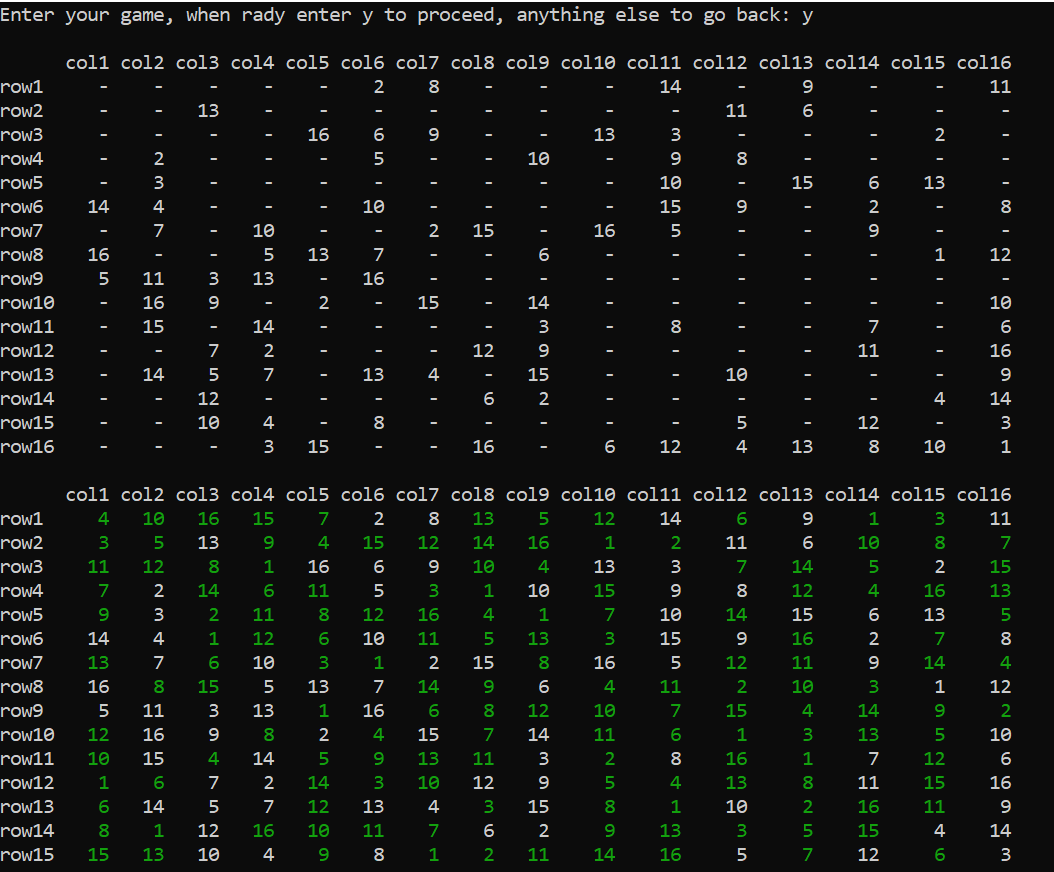 Enter your game, when rady enter y to proceed, anything else to go back: y
col1 col2 col3 col4 col5 col6 col7 col8 col9 col10 col11 col12 col13 col14 col15 col16
row1 - - - - - 2 8 - - - 14 - 9 - - 11
row2 - - 13 - - - - - - - - 11 6 - - -
row3 - - - - 16 6 9 - - 13 3 - - - 2 -
row4 - 2 - - - 5 - - 10 - 9 8 - - - -
row5 - 3 - - - - - - - - 10 - 15 6 13 -
row6 14 4 - - - 10 - - - - 15 9 - 2 - 8
row7 - 7 - 10 - - 2 15 - 16 5 - - 9 - -
row8 16 - - 5 13 7 - - 6 - - - - - 1 12
row9 5 11 3 13 - 16 - - - - - - - - - -
row10 - 16 9 - 2 - 15 - 14 - - - - - - 10
row11 - 15 - 14 - - - - 3 - 8 - - 7 - 6
row12 - - 7 2 - - - 12 9 - - - - 11 - 16
row13 - 14 5 7 - 13 4 - 15 - - 10 - - - 9
row14 - - 12 - - - - 6 2 - - - - - 4 14
row15 - - 10 4 - 8 - - - - - 5 - 12 - 3
row16 - - - 3 15 - - 16 - 6 12 4 13 8 10 1
col1 col2 col3 col4 col5 col6 col7 col8 col9 col10 col11 col12 col13 col14 col15 col16
row1 4 10 16 15 7 2 8 13 5 12 14 6 9 1 3 11
row2 3 5 13 9 4 15 12 14 16 1 2 11 6 10 8 7
row3 11 12 8 1 16 6 9 10 4 13 3 7 14 5 2 15
row4 7 2 14 6 11 5 3 1 10 15 9 8 12 4 16 13
row5 9 3 2 11 8 12 16 4 1 7 10 14 15 6 13 5
row6 14 4 1 12 6 10 11 5 13 3 15 9 16 2 7 8
row7 13 7 6 10 3 1 2 15 8 16 5 12 11 9 14 4
row8 16 8 15 5 13 7 14 9 6 4 11 2 10 3 1 12
row9 5 11 3 13 1 16 6 8 12 10 7 15 4 14 9 2
row10 12 16 9 8 2 4 15 7 14 11 6 1 3 13 5 10
row11 10 15 4 14 5 9 13 11 3 2 8 16 1 7 12 6
row12 1 6 7 2 14 3 10 12 9 5 4 13 8 11 15 16
row13 6 14 5 7 12 13 4 3 15 8 1 10 2 16 11 9
row14 8 1 12 16 10 11 7 6 2 9 13 3 5 15 4 14
row15 15 13 10 4 9 8 1 2 11 14 16 5 7 12 6 3